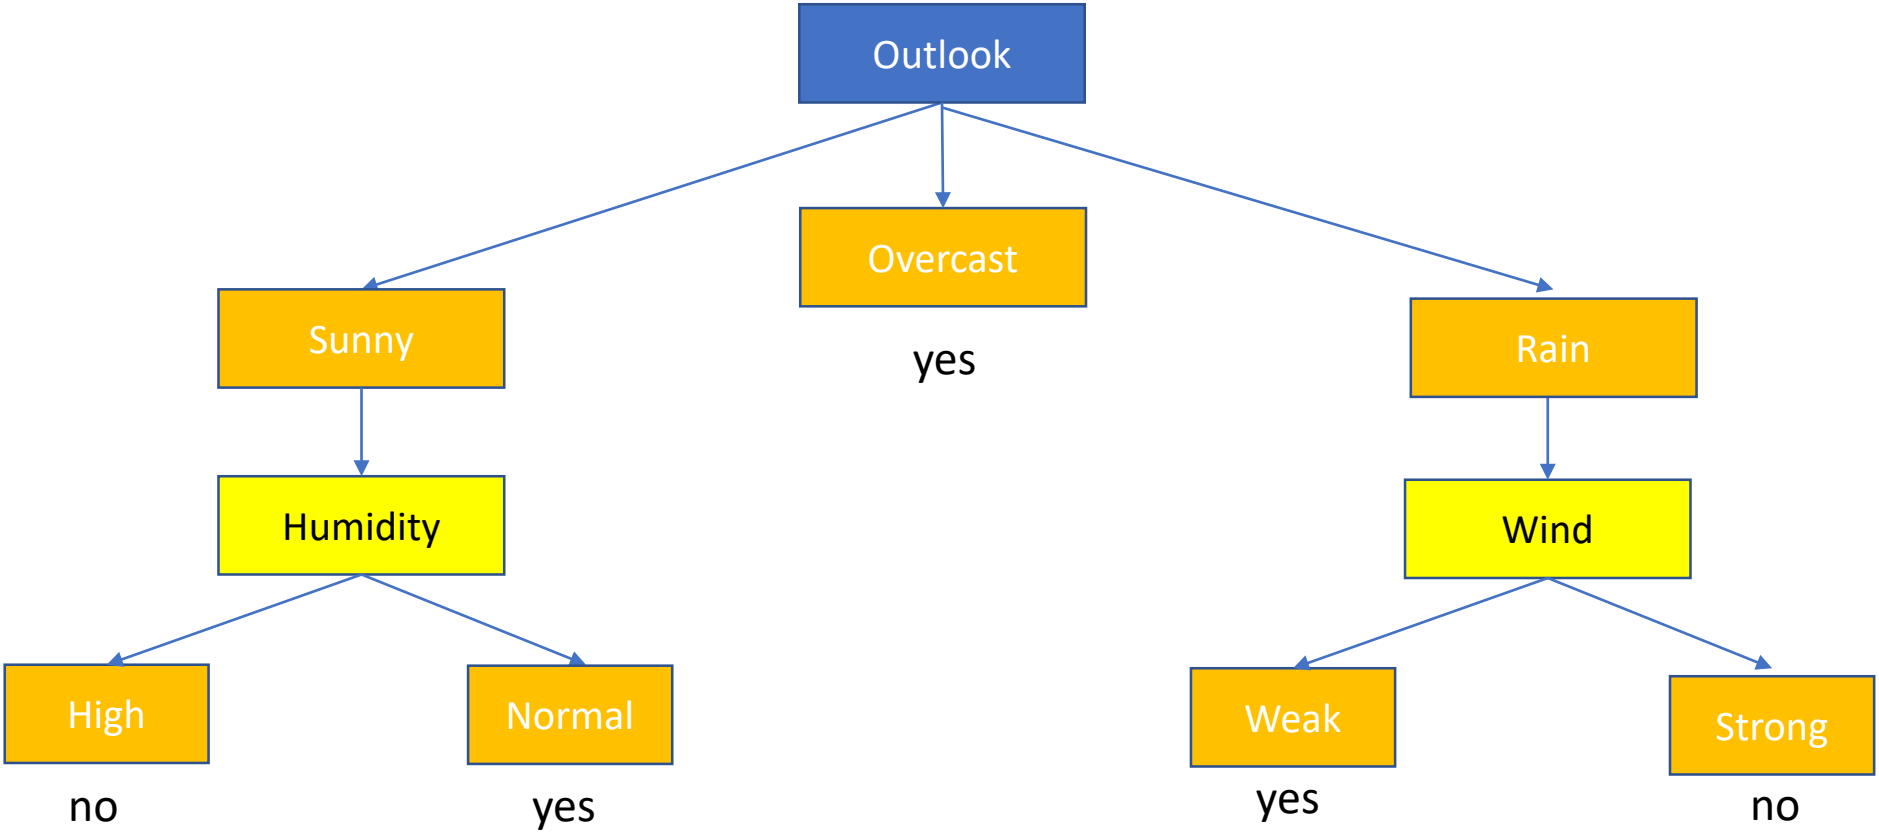 Outlook
Overcast
Sunny
Rain
yes
Humidity
Wind
High
Normal
Weak
Strong
no
yes
yes
no